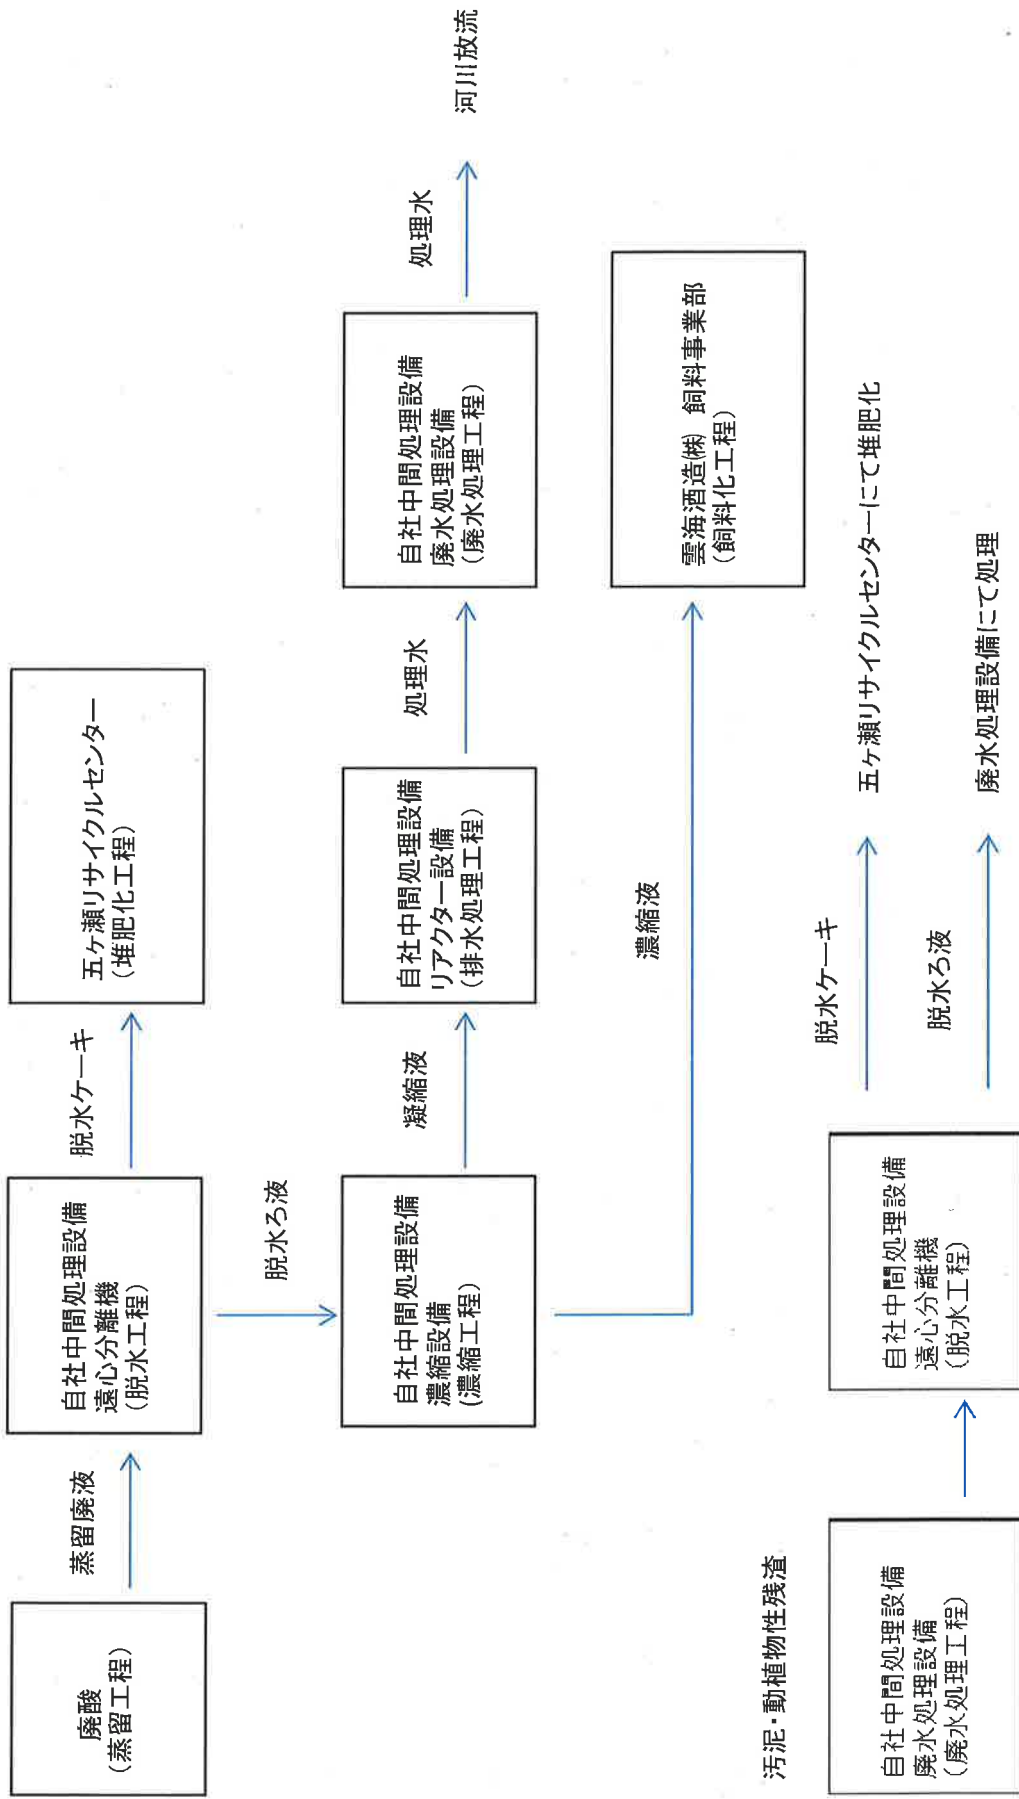 廃酸
(蒸留工程)
蒸留廃液
自社中間処理設備
遠心分離機
(脱水工程)
脱水ケーキ
五ヶ瀬リサイクルセンター
(堆肥化工程)
脱水ろ液
自社中間処理設備
濃縮設備
(濃縮工程)
凝縮液
自社中間処理設備
リアクター設備
(排水処理工程)
処理水
自社中間処理設備
廃水処理設備
(廃水処理工程)
処理水
河川放流
濃縮液
雲海酒造㈱ 飼料事業部
(飼料化工程)
汚泥・動植物性残渣
自社中間処理設備
廃水処理設備
(廃水処理工程)
自社中間処理設備
遠心分離機
(脱水工程)
脱水ケーキ
五ヶ瀬リサイクルセンターにて堆肥化
脱水ろ液
廃水処理設備にて処理